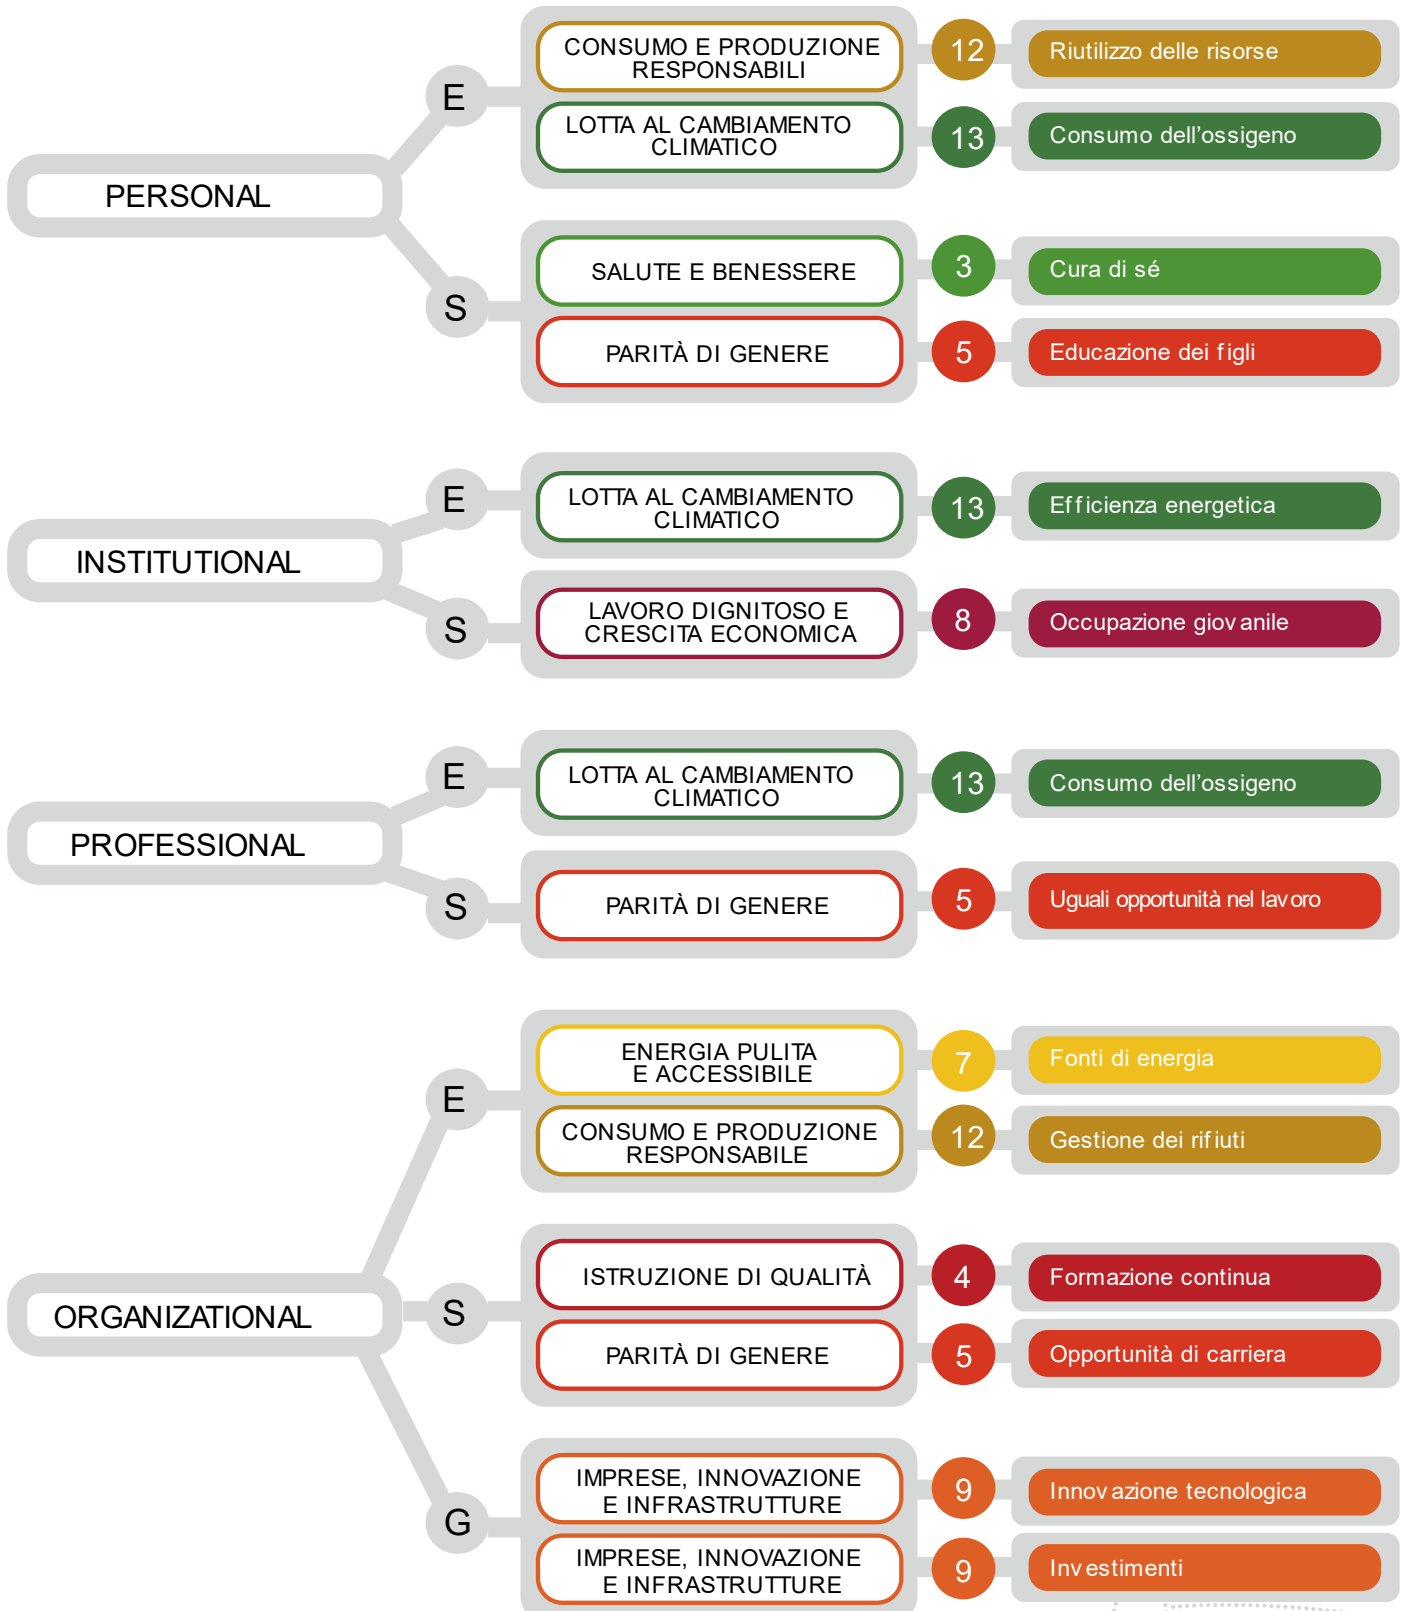 PERSONAL
E
CONSUMO E PRODUZIONE
RESPONSABILI
12
Riutilizzo delle risorse
LOTTA AL CAMBIAMENTO
CLIMATICO
13
Consumo dell'ossigeno
S
SALUTE E BENESSERE
3
Cura di sé
PARITÀ DI GENERE
5
Educazione dei figli
INSTITUTIONAL
E
LOTTA AL CAMBIAMENTO
CLIMATICO
13
Efficienza energetica
S
LAVORO DIGNITOSO E
CRESCITA ECONOMICA
8
Occupazione giovanile
PROFESSIONAL
E
LOTTA AL CAMBIAMENTO
CLIMATICO
13
Consumo dell'ossigeno
S
PARITÀ DI GENERE
5
Uguali opportunità nel lavoro
ORGANIZATIONAL
E
ENERGIA PULITA
E ACCESSIBILE
7
Fonti di energia
CONSUMO E PRODUZIONE
RESPONSABILE
12
Gestione dei rifiuti
S
ISTRUZIONE DI QUALITÀ
4
Formazione continua
PARITÀ DI GENERE
5
Opportunità di carriera
G
IMPRESE, INNOVAZIONE
E INFRASTRUTTURE
9
Innovazione tecnologica
IMPRESE, INNOVAZIONE
E INFRASTRUTTURE
9
Investimenti